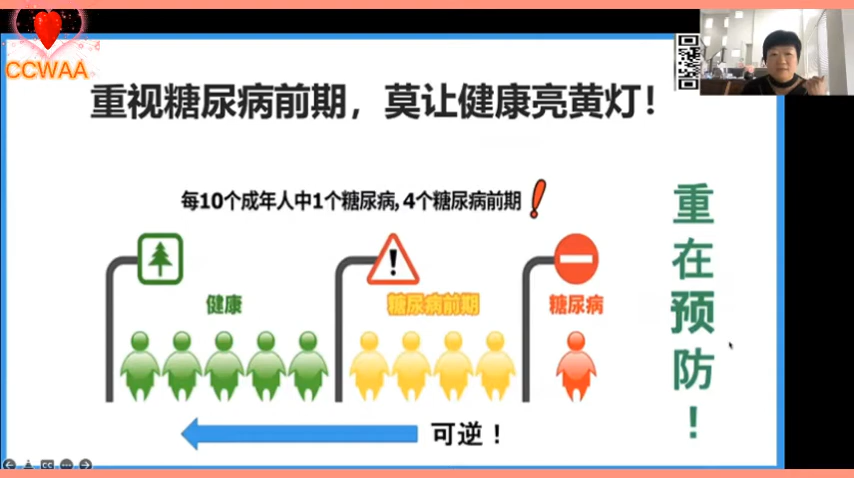 CCWAA
重视糖尿病前期，莫让健康亮黄灯！
每10个成年人中1个糖尿病,4个糖尿病前期！
健康
糖尿病前期
糖尿病
可逆！
重在预防！